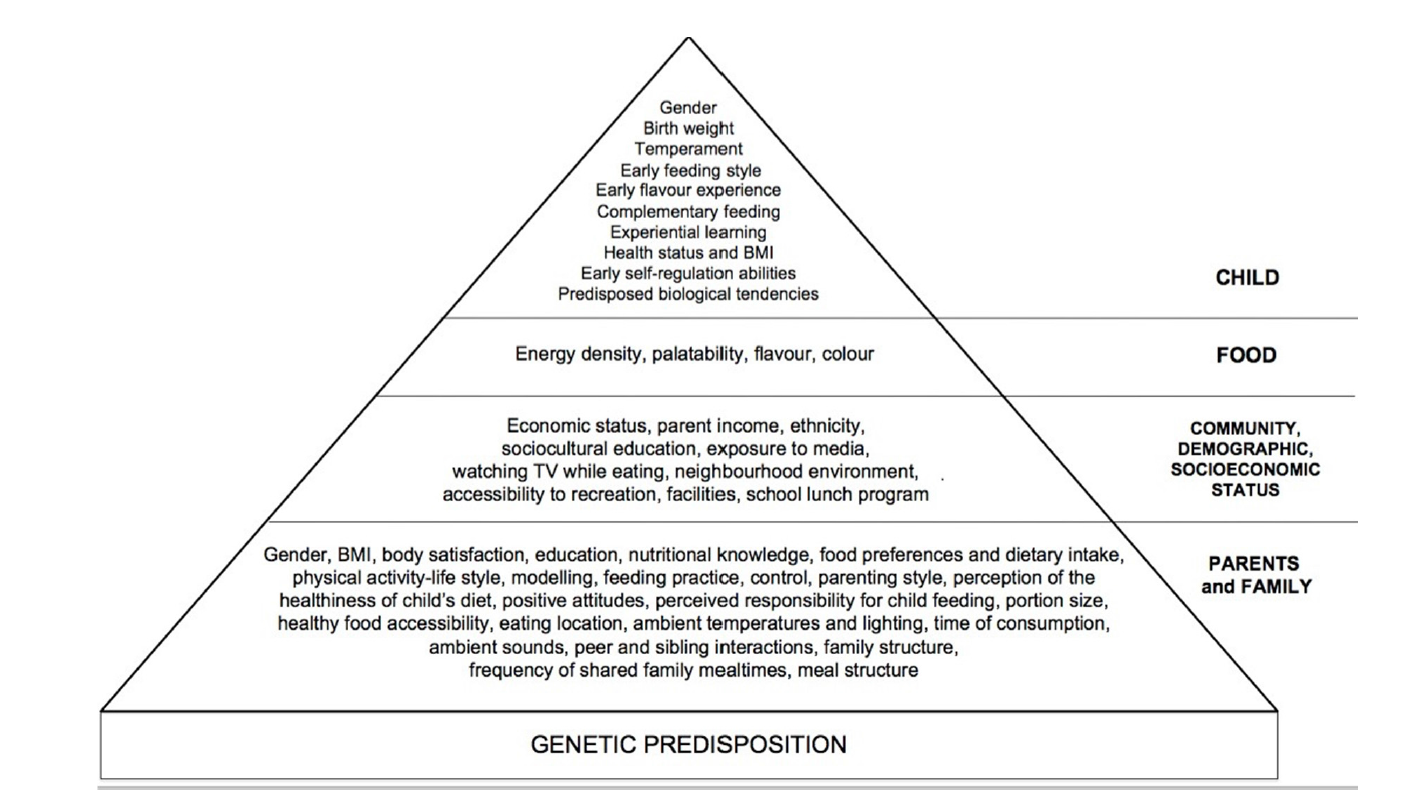 Gender
Birth weight
Temperament
Early feeding style
Early flavour experience
Complementary feeding
Experiential learning
Health status and BMI
Early self-regulation abilities
Predisposed biological tendencies
CHILD
Energy density, palatability, flavour, colour
FOOD
Economic status, parent income, ethnicity,
sociocultural education, exposure to media,
watching TV while eating, neighbourhood environment,
accessibility to recreation, facilities, school lunch program
COMMUNITY,
DEMOGRAPHIC,
SOCIOECONOMIC
STATUS
Gender, BMI, body satisfaction, education, nutritional knowledge, food preferences and dietary intake,
physical activity-life style, modelling, feeding practice, control, parenting style, perception of the
healthiness of child's diet, positive attitudes, perceived responsibility for child feeding, portion size,
healthy food accessibility, eating location, ambient temperatures and lighting, time of consumption,
ambient sounds, peer and sibling interactions, family structure,
frequency of shared family mealtimes, meal structure
PARENTS
and FAMILY
GENETIC PREDISPOSITION